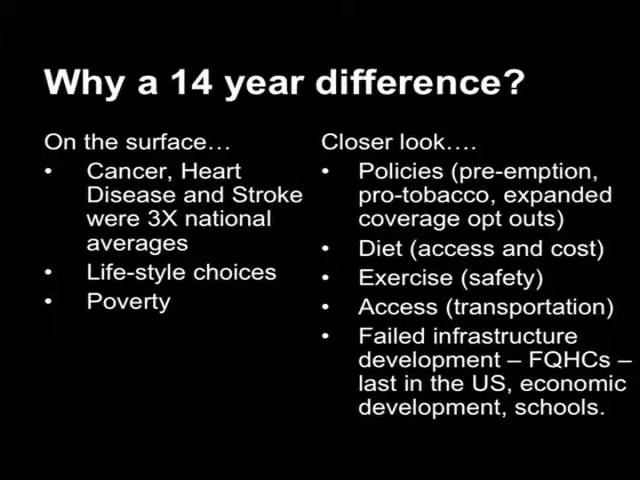 Why a 14 year difference?
On the surface…
• Cancer, Heart
Disease and Stroke
were 3X national
averages
• Life-style choices
• Poverty
Closer look….
• Policies (pre-emption,
pro-tobacco, expanded
coverage opt outs)
• Diet (access and cost)
• Exercise (safety)
• Access (transportation)
• Failed infrastructure
development – FQHCs –
last in the US, economic
development, schools.